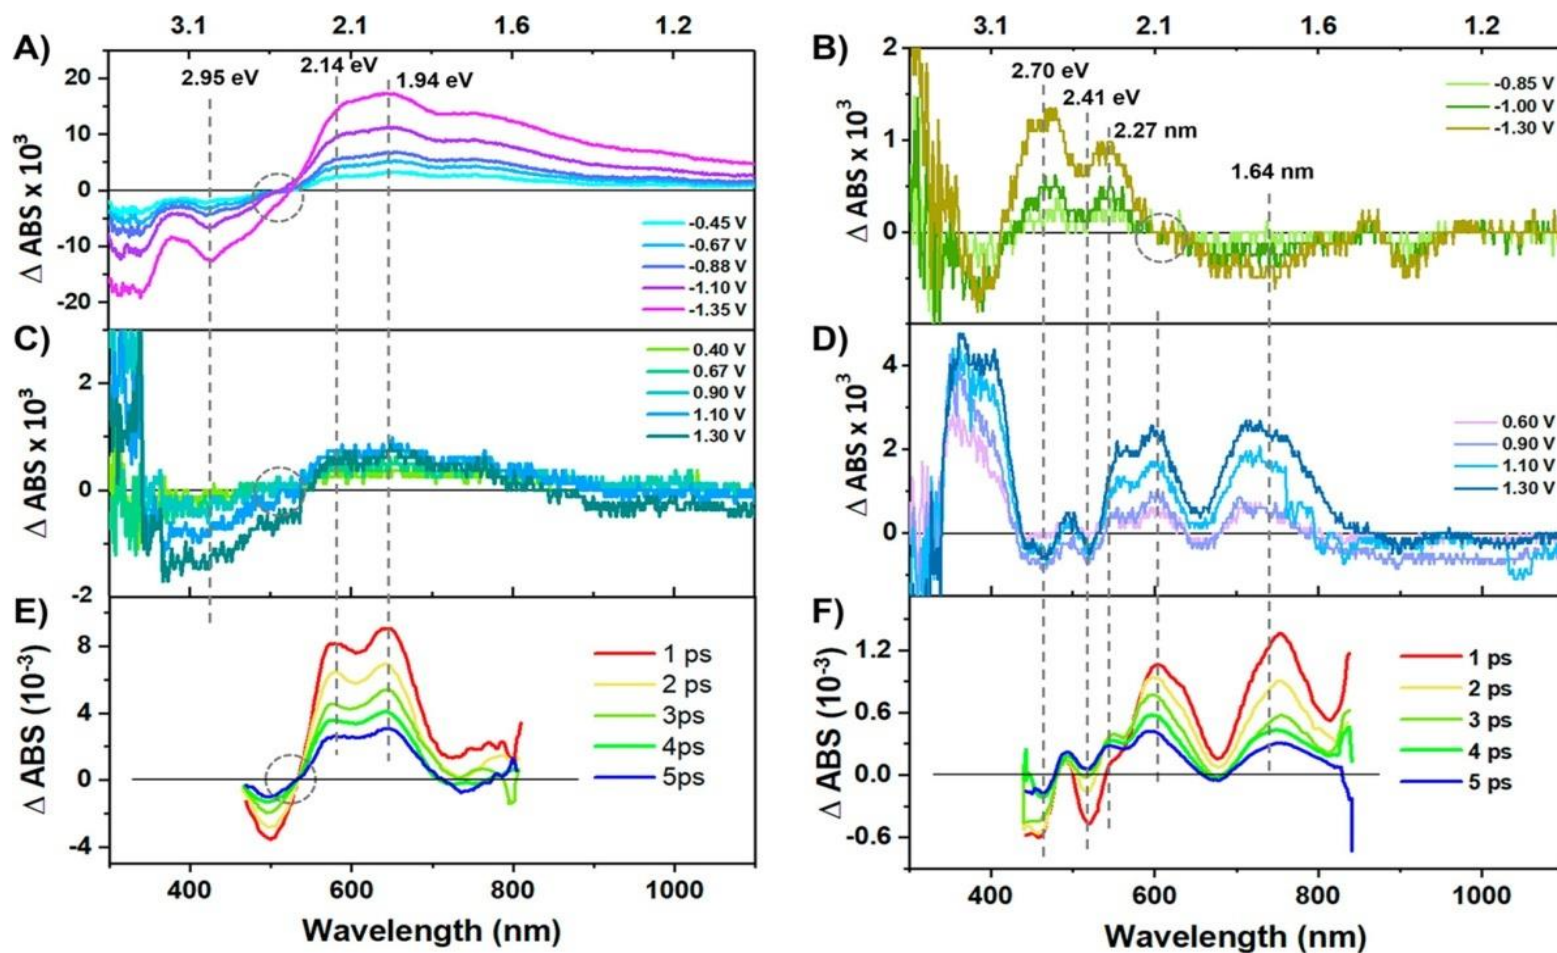 3.1 2.1 1.6 1.2
A)
Δ ABS x 10³
20
10
0
-10
-20
2.95 eV
2.14 eV
1.94 eV
-0.45 V
-0.67 V
-0.88 V
-1.10 V
-1.35 V
3.1 2.1 1.6 1.2
B)
Δ ABS x 10³
2
1
0
2.70 eV
2.41 eV
2.27 nm
1.64 nm
-0.85 V
-1.00 V
-1.30 V
C)
Δ ABS x 10³
2
0
-2
0.40 V
0.67 V
0.90 V
1.10 V
1.30 V
D)
Δ ABS x 10³
4
2
0
0.60 V
0.90 V
1.10 V
1.30 V
E)
Δ ABS (10⁻³)
8
4
0
-4
1 ps
2 ps
3ps
4ps
5ps
400 600 800 1000
Wavelength (nm)
F)
Δ ABS (10⁻³)
1.2
0.6
0.0
-0.6
1 ps
2 ps
3 ps
4 ps
5 ps
400 600 800 1000
Wavelength (nm)